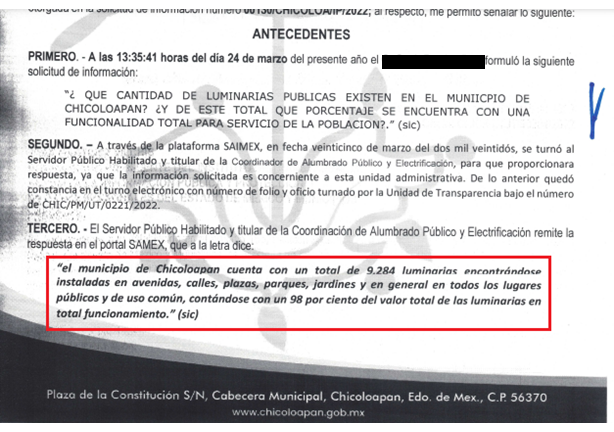 otorgada en la solicitud de información número 00130/CHICOLOA/IP/2022; al respecto, me permito señalar lo siguiente:
ANTECEDENTES
PRIMERO. - A las 13:35:41 horas del día 24 de marzo del presente año el formuló la siguiente
solicitud de información:
"¿ QUE CANTIDAD DE LUMINARIAS PUBLICAS EXISTEN EN EL MUNIICPIO DE
CHICOLOAPAN? ¿Y DE ESTE TOTAL QUE PORCENTAJE SE ENCUENTRA CON UNA
FUNCIONALIDAD TOTAL PARA SERVICIO DE LA POBLACION?." (sic)
SEGUNDO. – A través de la plataforma SAIMEX, en fecha veinticinco de marzo del dos mil veintidós, se turnó al
Servidor Público Habilitado y titular de la Coordinador de Alumbrado Público y Electrificación, para que proporcionara
respuesta, ya que la información solicitada es concerniente a esta unidad administrativa. De lo anterior quedó
constancia en el turno electrónico con número de folio y oficio turnado por la Unidad de Transparencia bajo el número
de CHIC/PM/UT/0221/2022.
TERCERO. - El Servidor Público Habilitado y titular de la Coordinación de Alumbrado Público y Electrificación remite la
respuesta en el portal SAMEX, que a la letra dice:
"el municipio de Chicoloapan cuenta con un total de 9.284 luminarias encontrándose
instaladas en avenidas, calles, plazas, parques, jardines y en general en todos los lugares
públicos y de uso común, contándose con un 98 por ciento del valor total de las luminarias en
total funcionamiento." (sic)
Plaza de la Constitución S/N, Cabecera Municipal, Chicoloapan, Edo. de Mex., C.P. 56370
www.chicoloapan.gob.mx